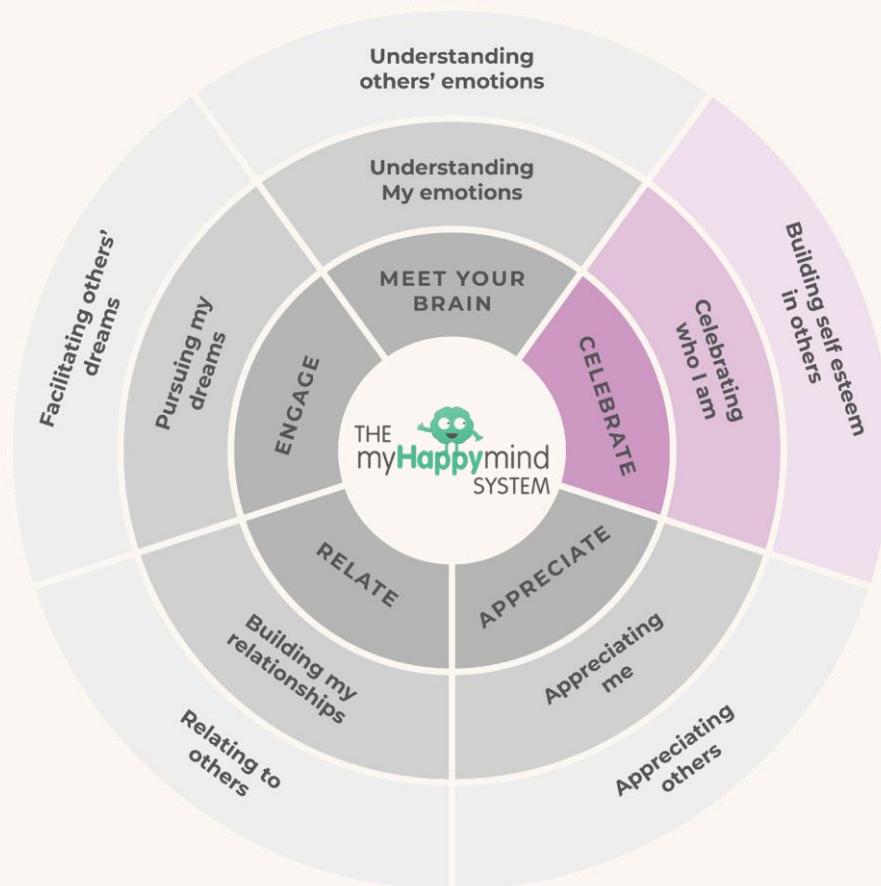 Understanding
others’ emotions
Understanding
My emotions
MEET YOUR
BRAIN
Building self esteem
in others
Celebrating
who I am
CELEBRATE
Appreciating
others
Appreciating
me
APPRECIATE
Relating to
others
Building my
relationships
RELATE
Facilitating others’
dreams
Pursuing my
dreams
ENGAGE
THE
myHappymind
SYSTEM